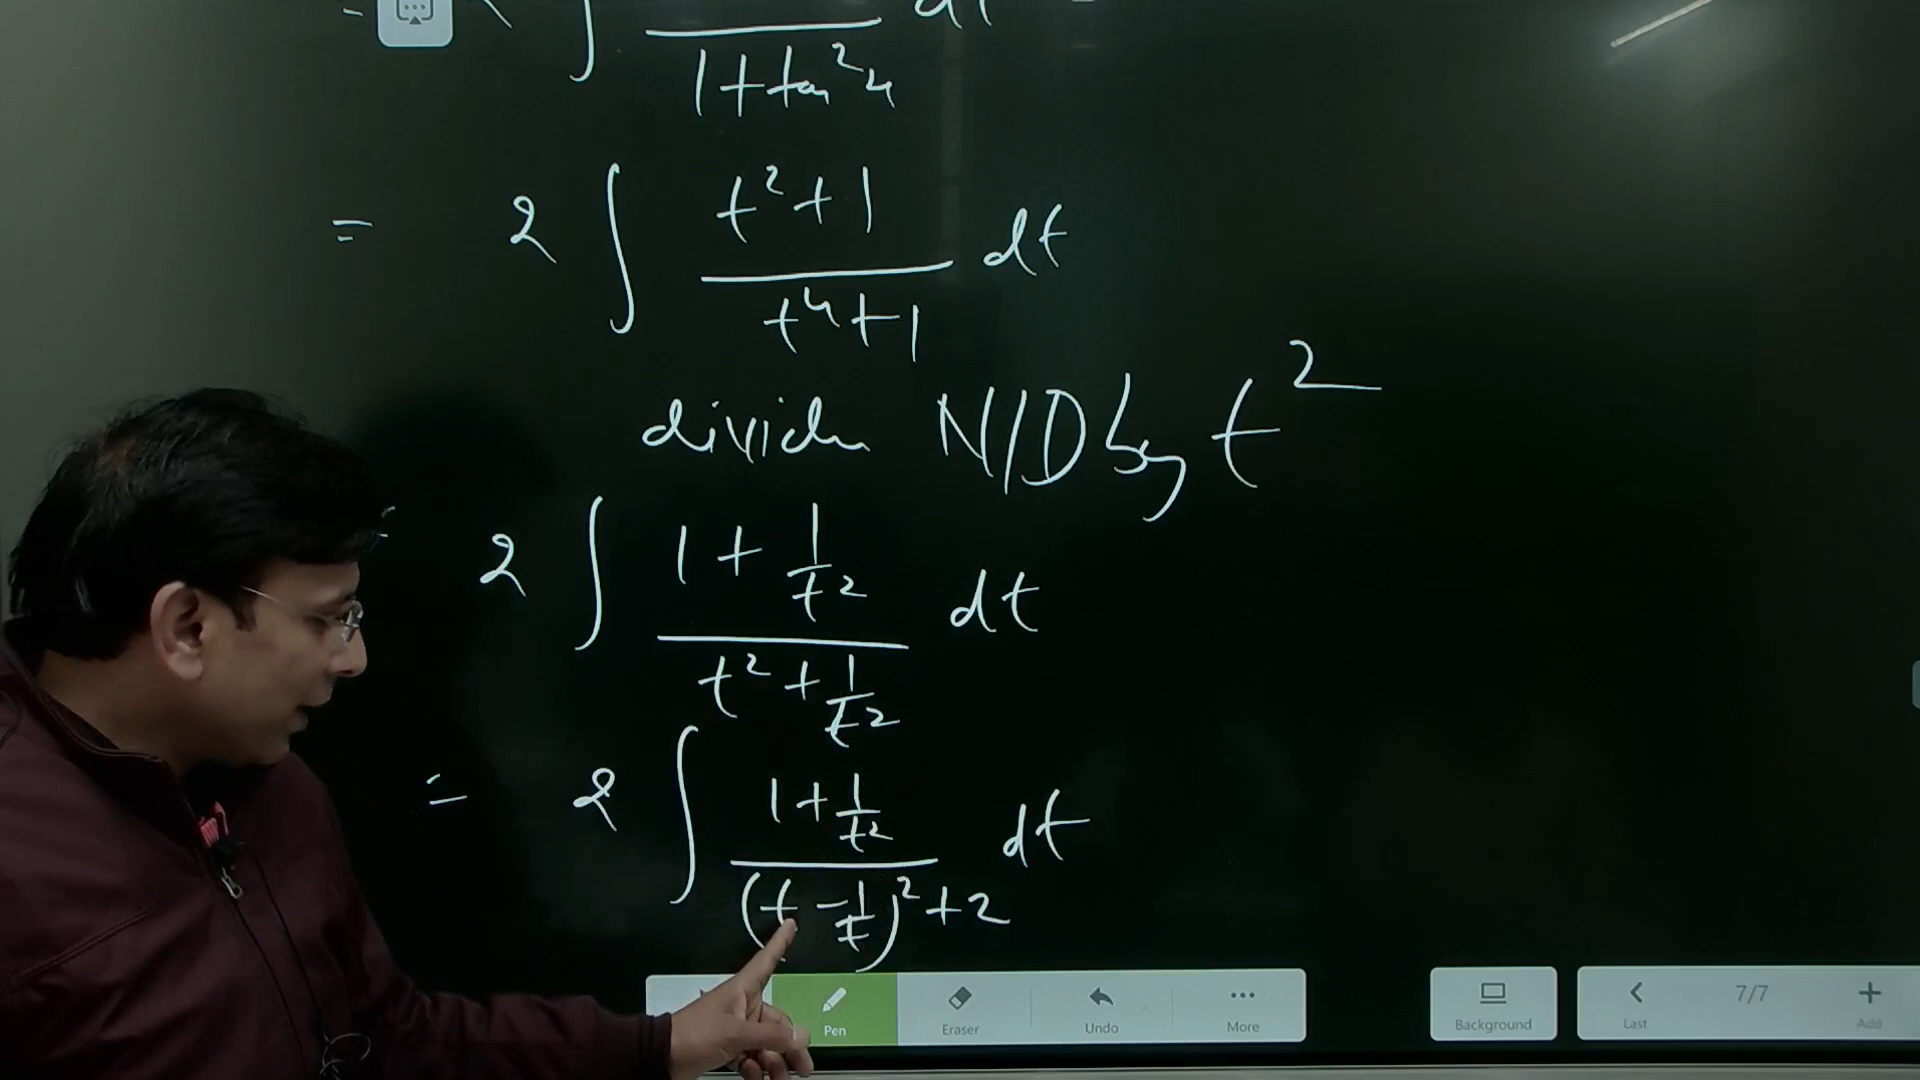 1+tan²x
= 2 ∫ (t²+1)/(t⁴+1) dt
divide N/D by t²
2 ∫ (1 + 1/t²)/(t² + 1/t²) dt
= 2 ∫ (1 + 1/t²)/((t - 1/t)² + 2) dt
Pen Eraser Undo More Background Last 7/7 Add